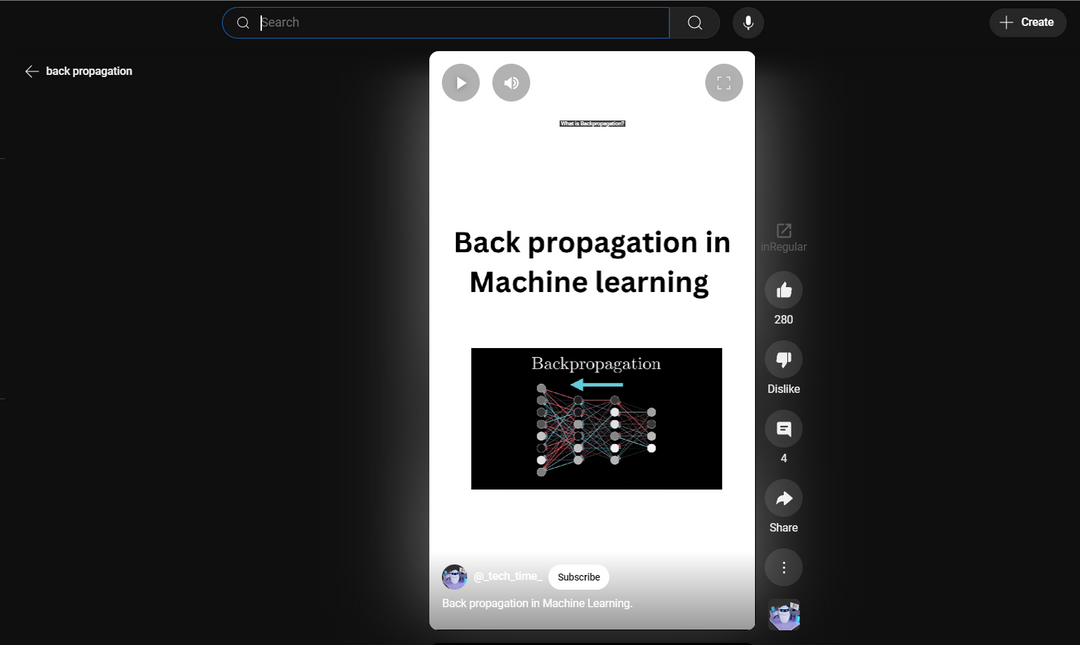 Search
Create
back propagation
What is Backpropagation?
Back propagation in
Machine learning
Backpropagation
inRegular
280
Dislike
4
Share
@_tech_time_
Subscribe
Back propagation in Machine Learning.